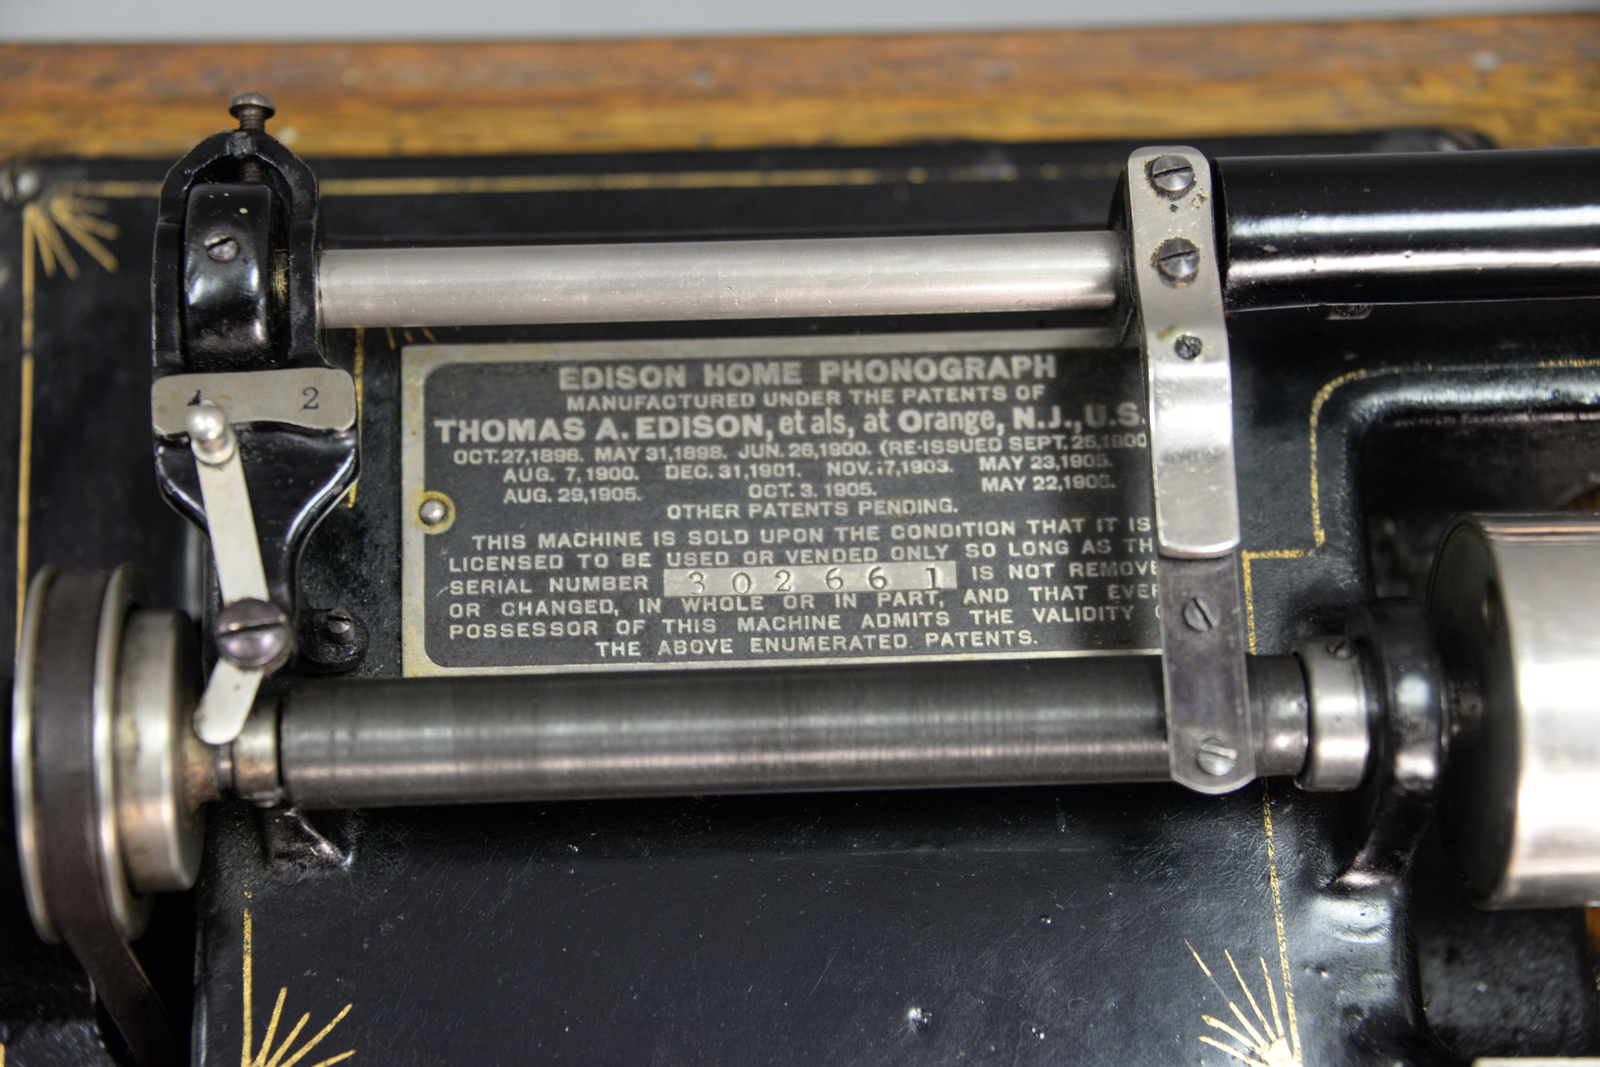 1 2
EDISON HOME PHONOGRAPH
MANUFACTURED UNDER THE PATENTS OF
THOMAS A. EDISON, et als, at Orange, N.J., U.S.
OCT.27,1896. MAY 31,1898. JUN.26,1900. (RE-ISSUED SEPT.25,1900
AUG. 7,1900. DEC. 31,1901. NOV.17,1903. MAY 23,1905.
AUG. 29,1905. OCT. 3. 1905. MAY 22,1906.
OTHER PATENTS PENDING.
THIS MACHINE IS SOLD UPON THE CONDITION THAT IT IS
LICENSED TO BE USED OR VENDED ONLY SO LONG AS TH
SERIAL NUMBER 302661 IS NOT REMOVE
OR CHANGED, IN WHOLE OR IN PART, AND THAT EVER
POSSESSOR OF THIS MACHINE ADMITS THE VALIDITY
THE ABOVE ENUMERATED PATENTS.